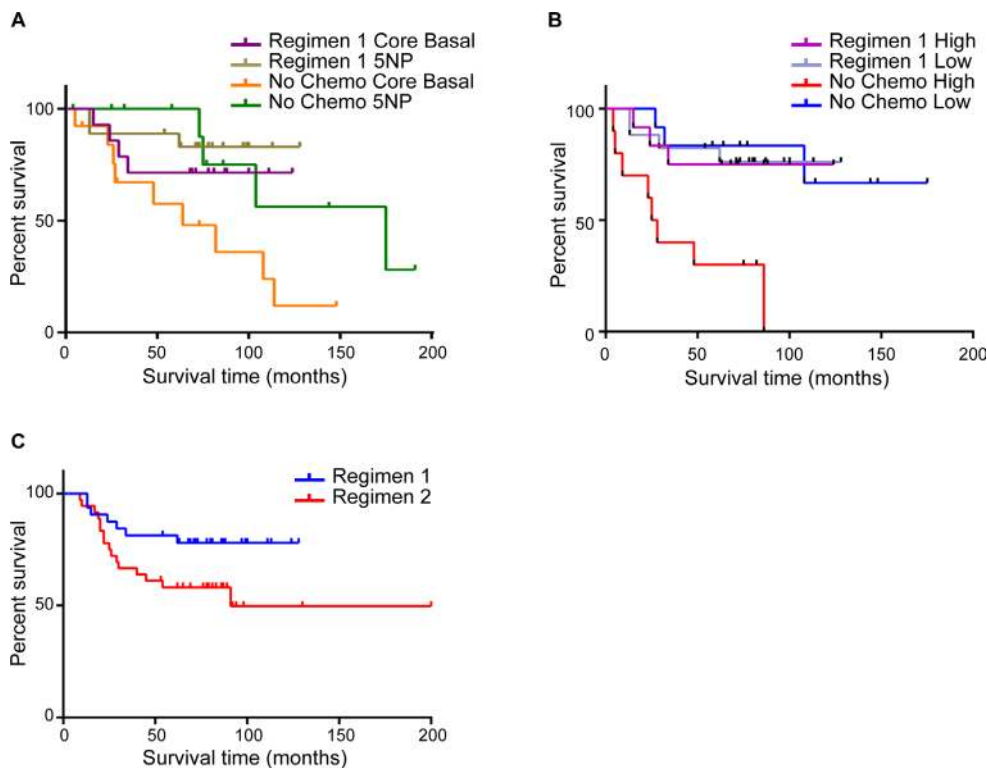 A
Regimen 1 Core Basal
Regimen 1 5NP
No Chemo Core Basal
No Chemo 5NP
Percent survival
100
50
0
0 50 100 150 200
Survival time (months)
B
Regimen 1 High
Regimen 1 Low
No Chemo High
No Chemo Low
Percent survival
100
50
0
0 50 100 150 200
Survival time (months)
C
Regimen 1
Regimen 2
Percent survival
100
50
0
0 50 100 150 200
Survival time (months)